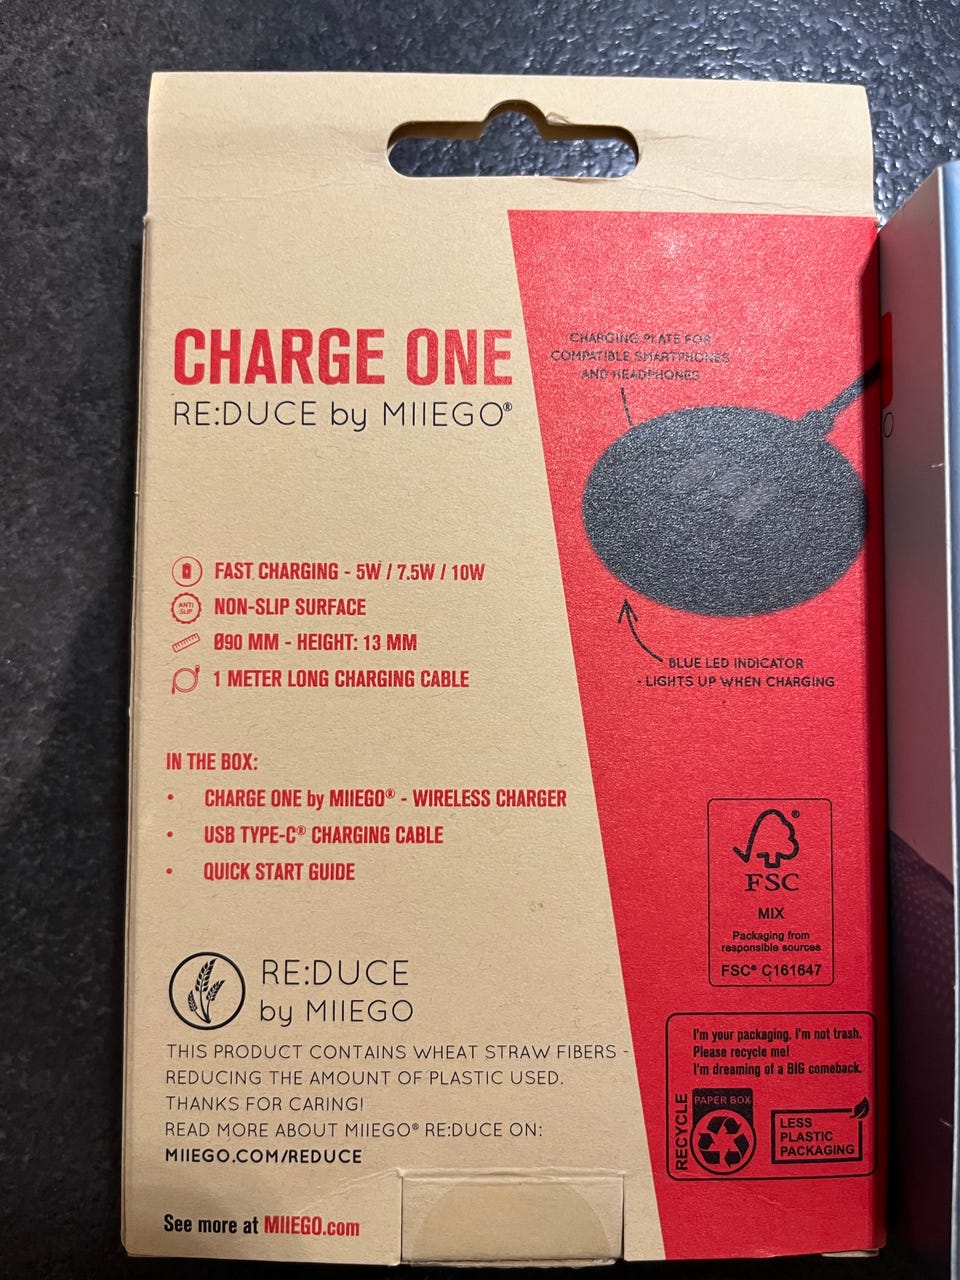 CHARGE ONE
RE:DUCE by MIIEGO®
CHARGING PLATE FOR
COMPATIBLE SMARTPHONES
AND HEADPHONES
FAST CHARGING - 5W / 7.5W / 10W
ANTI
SLIP
NON-SLIP SURFACE
Ø90 MM - HEIGHT: 13 MM
1 METER LONG CHARGING CABLE
BLUE LED INDICATOR
- LIGHTS UP WHEN CHARGING
IN THE BOX:
• CHARGE ONE by MIIEGO® - WIRELESS CHARGER
• USB TYPE-C® CHARGING CABLE
• QUICK START GUIDE
FSC
MIX
Packaging from
responsible sources
FSC® C161647
RE:DUCE
by MIIEGO
THIS PRODUCT CONTAINS WHEAT STRAW FIBERS -
REDUCING THE AMOUNT OF PLASTIC USED.
THANKS FOR CARING!
READ MORE ABOUT MIIEGO® RE:DUCE ON:
MIIEGO.COM/REDUCE
I'm your packaging. I'm not trash.
Please recycle me!
I'm dreaming of a BIG comeback.
RECYCLE
PAPER BOX
LESS
PLASTIC
PACKAGING
See more at MIIEGO.com